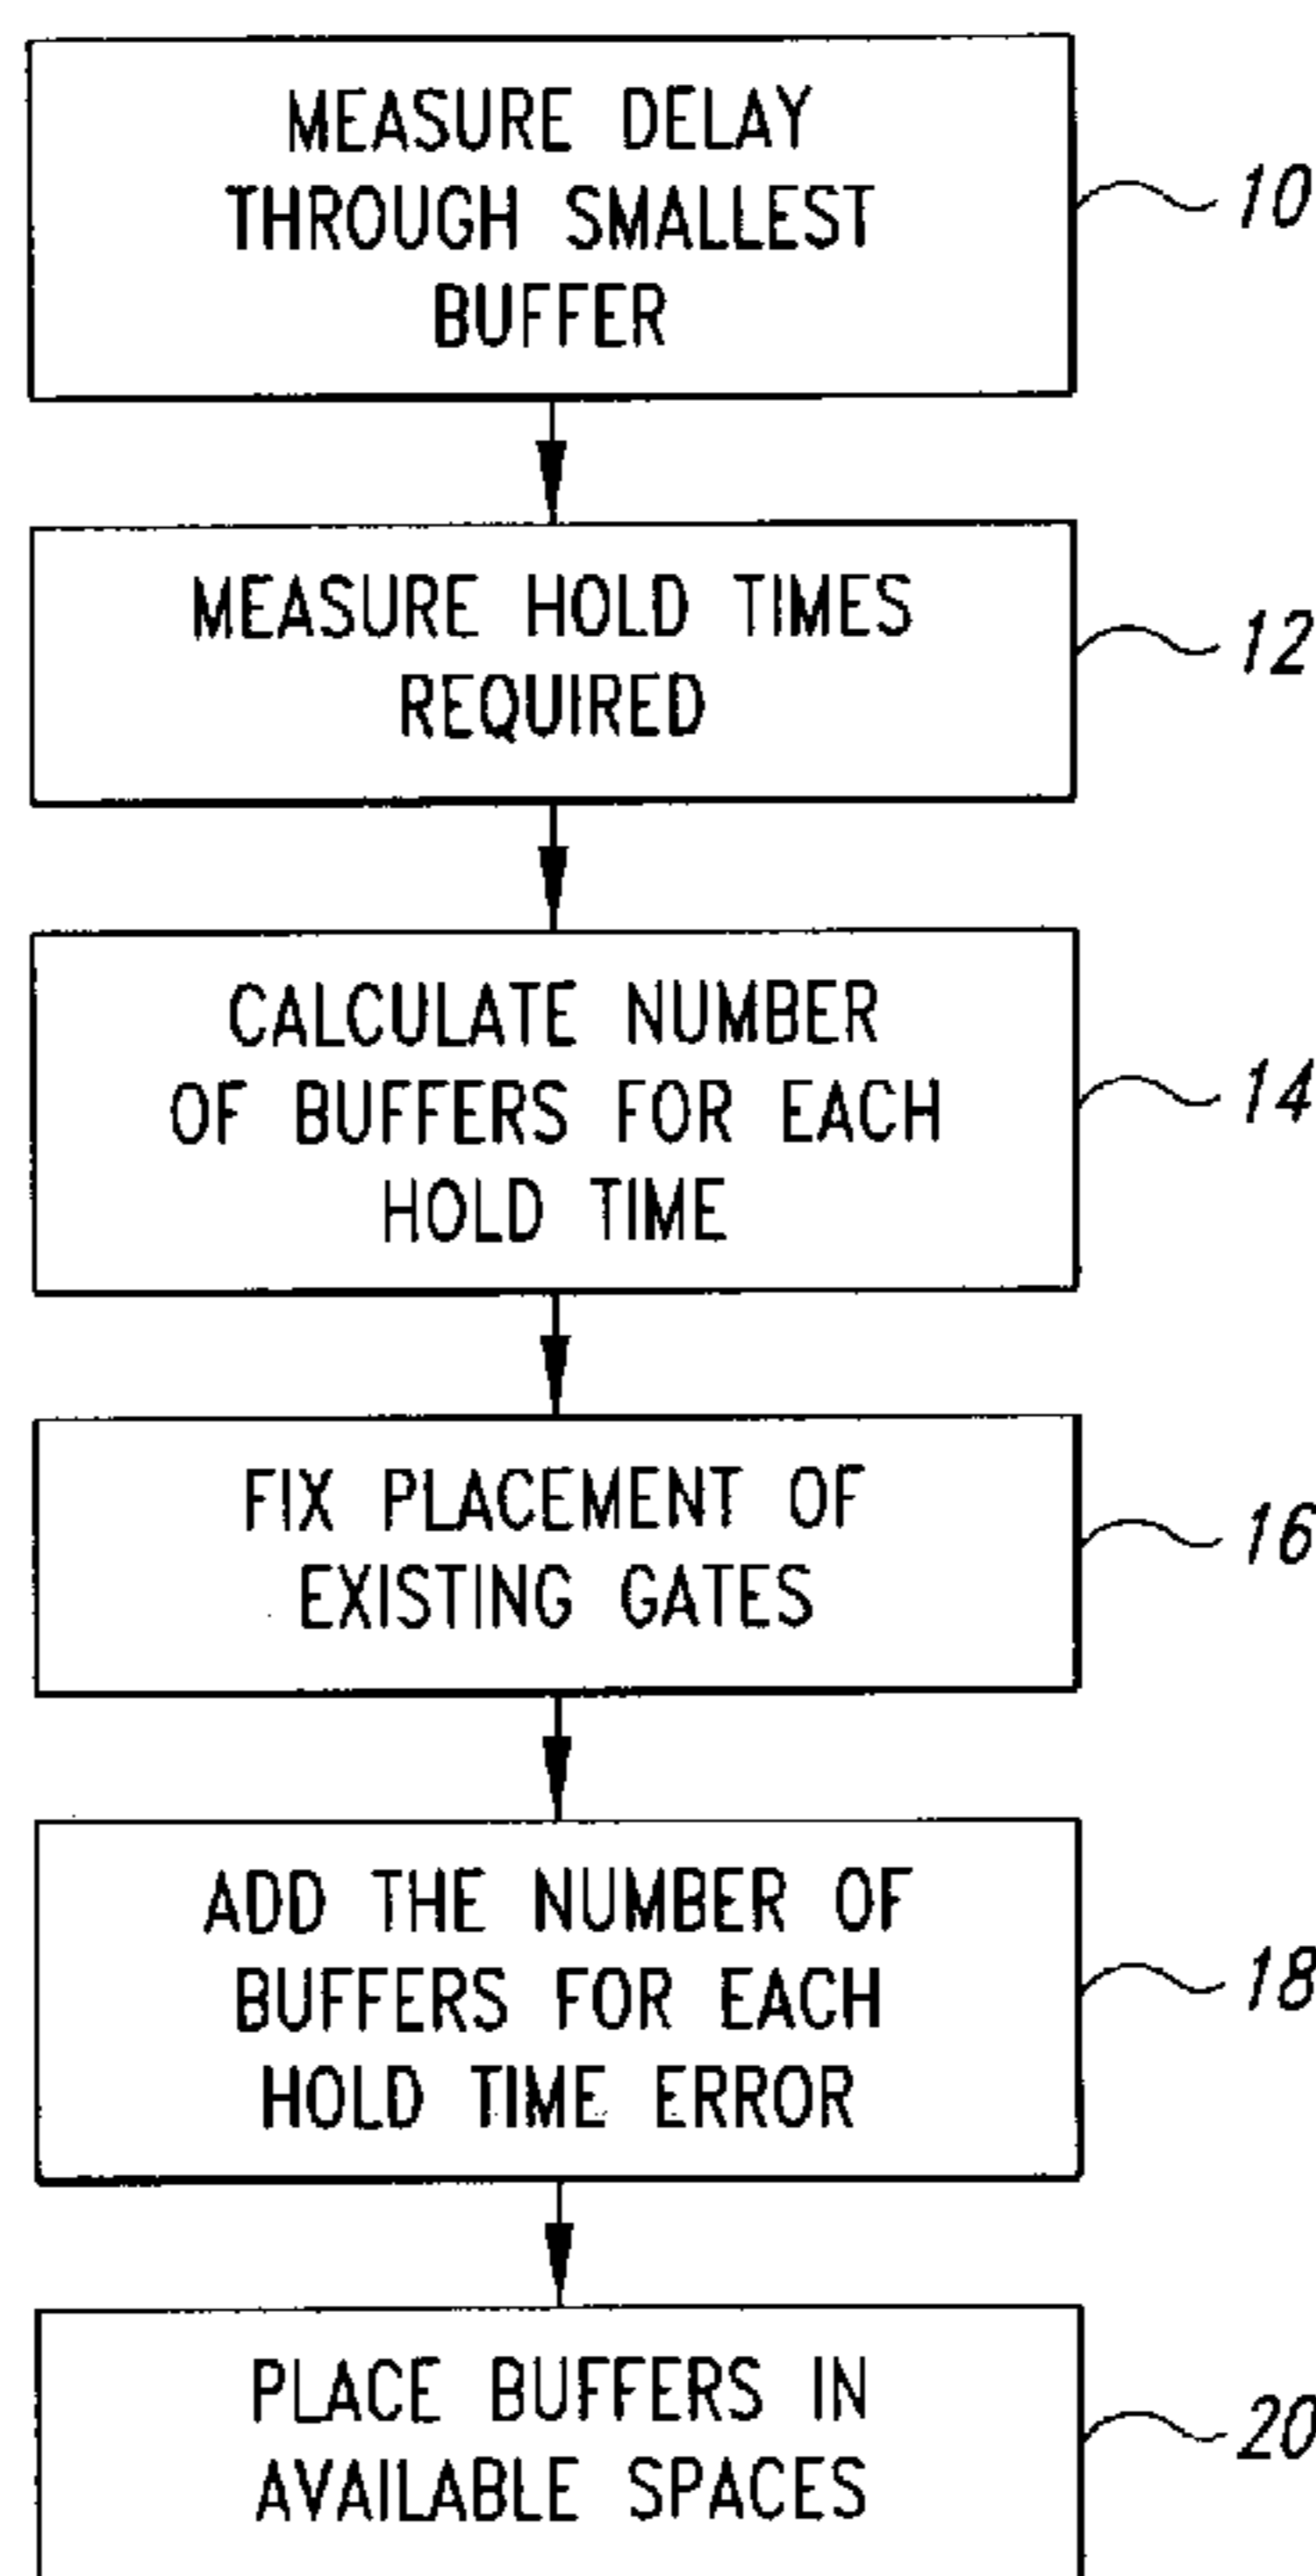 MEASURE DELAY
THROUGH SMALLEST
BUFFER
10
MEASURE HOLD TIMES
REQUIRED
12
CALCULATE NUMBER
OF BUFFERS FOR EACH
HOLD TIME
14
FIX PLACEMENT OF
EXISTING GATES
16
ADD THE NUMBER OF
BUFFERS FOR EACH
HOLD TIME ERROR
18
PLACE BUFFERS IN
AVAILABLE SPACES
20